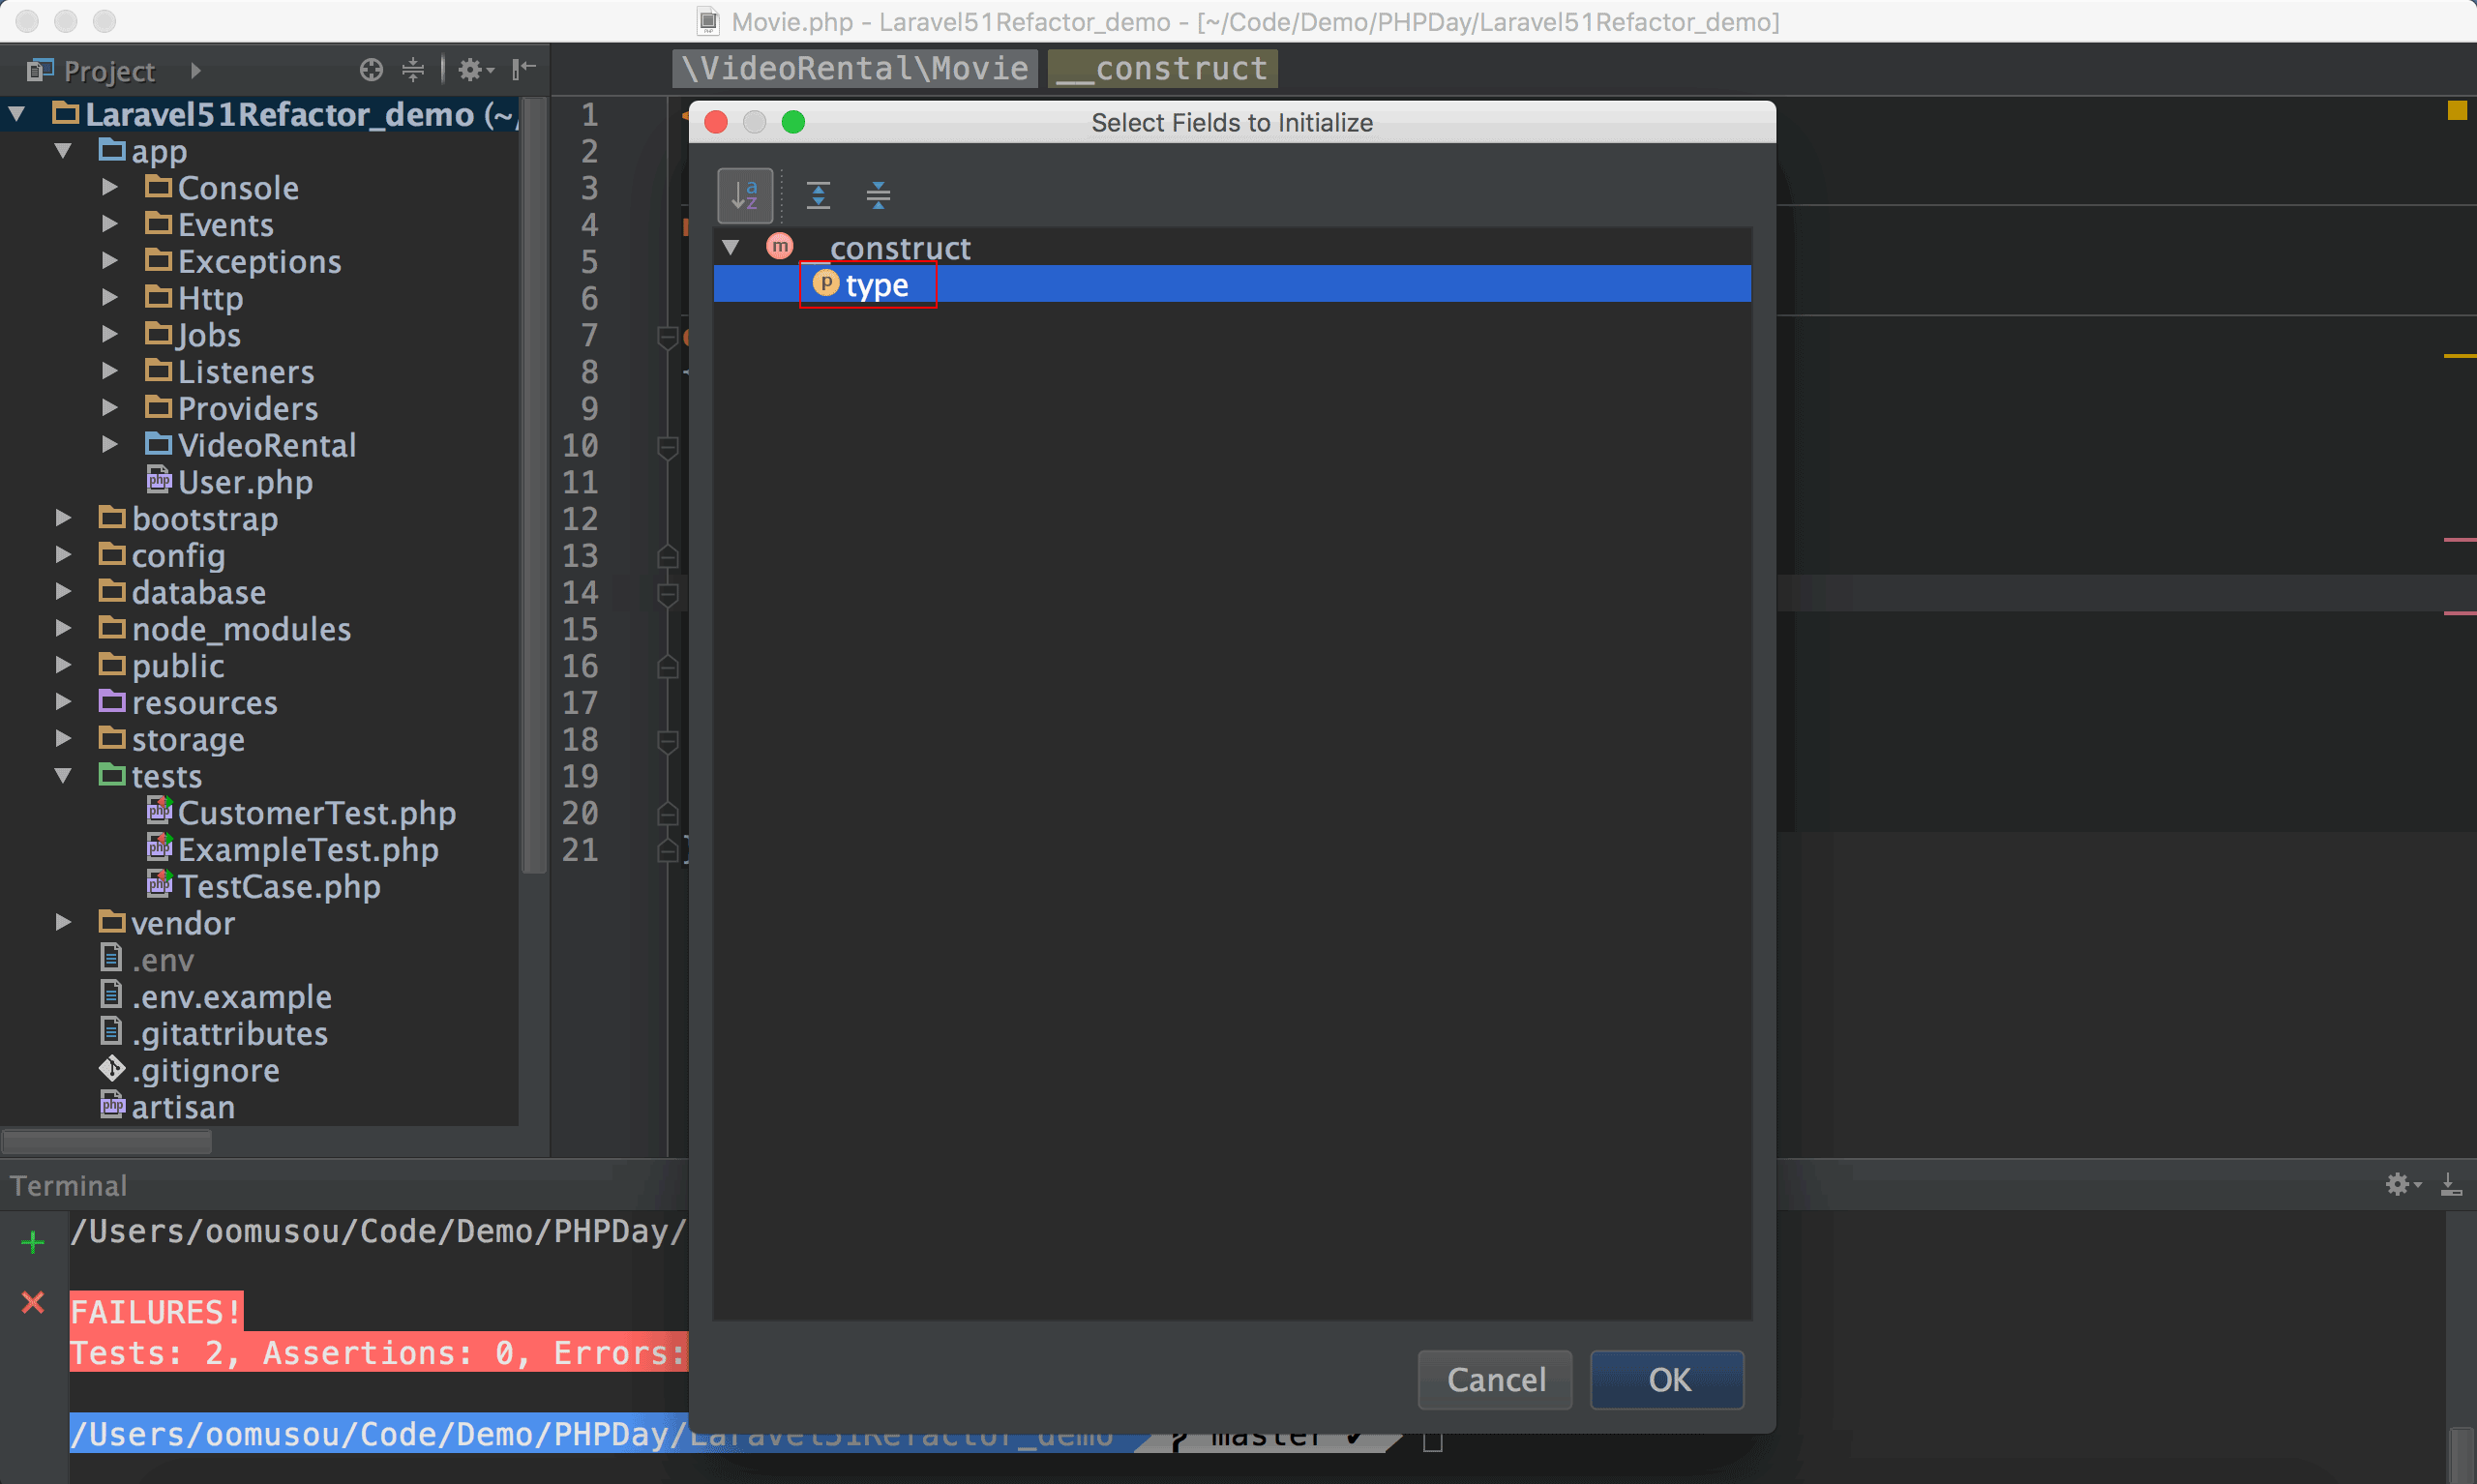 Movie.php - Laravel51Refactor_demo - [~/Code/Demo/PHPDay/Laravel51Refactor_demo]
Project
\VideoRental\Movie __construct
Laravel51Refactor_demo (~/
app
Console
Events
Exceptions
Http
Jobs
Listeners
Providers
VideoRental
User.php
bootstrap
config
database
node_modules
public
resources
storage
tests
CustomerTest.php
ExampleTest.php
TestCase.php
vendor
.env
.env.example
.gitattributes
.gitignore
artisan
1
2
3
4
5
6
7
8
9
10
11
12
13
14
15
16
17
18
19
20
21
Select Fields to Initialize
m __construct
p type
Cancel OK
Terminal
/Users/oomusou/Code/Demo/PHPDay/
FAILURES!
Tests: 2, Assertions: 0, Errors:
/Users/oomusou/Code/Demo/PHPDay/Laravel51Refactor_demo master ✔